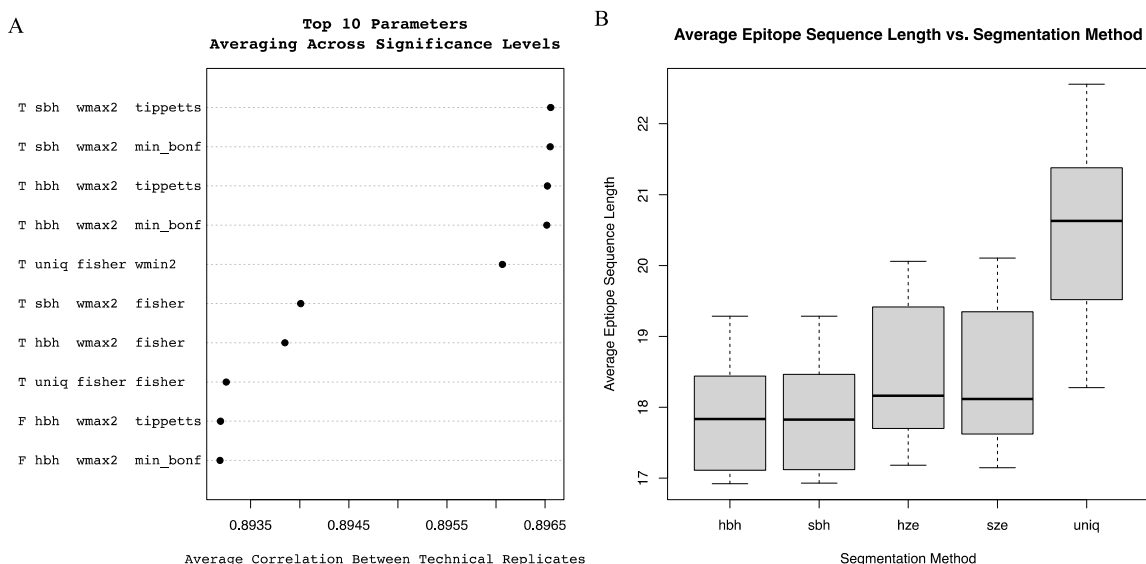 A
Top 10 Parameters
Averaging Across Significance Levels
T sbh wmax2 tippetts
T sbh wmax2 min_bonf
T hbh wmax2 tippetts
T hbh wmax2 min_bonf
T uniq fisher wmin2
T sbh wmax2 fisher
T hbh wmax2 fisher
T uniq fisher fisher
F hbh wmax2 tippetts
F hbh wmax2 min_bonf
0.8935 0.8945 0.8955 0.8965
Average Correlation Between Technical Replicates
B
Average Epitope Sequence Length vs. Segmentation Method
Average Eptiope Sequence Length
22
21
20
19
18
17
hbh sbh hze sze uniq
Segmentation Method